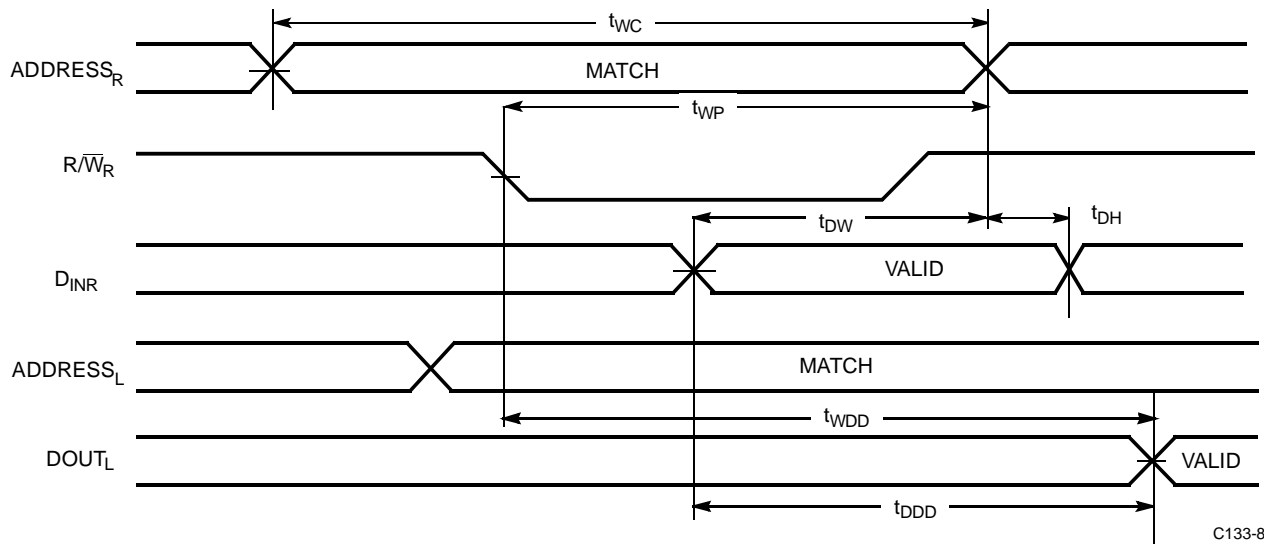 tWC
ADDRESSR
MATCH
tWP
R/W̅R
tDW
tDH
DINR
VALID
ADDRESSL
MATCH
tWDD
DOUTL
VALID
tDDD
C133-8